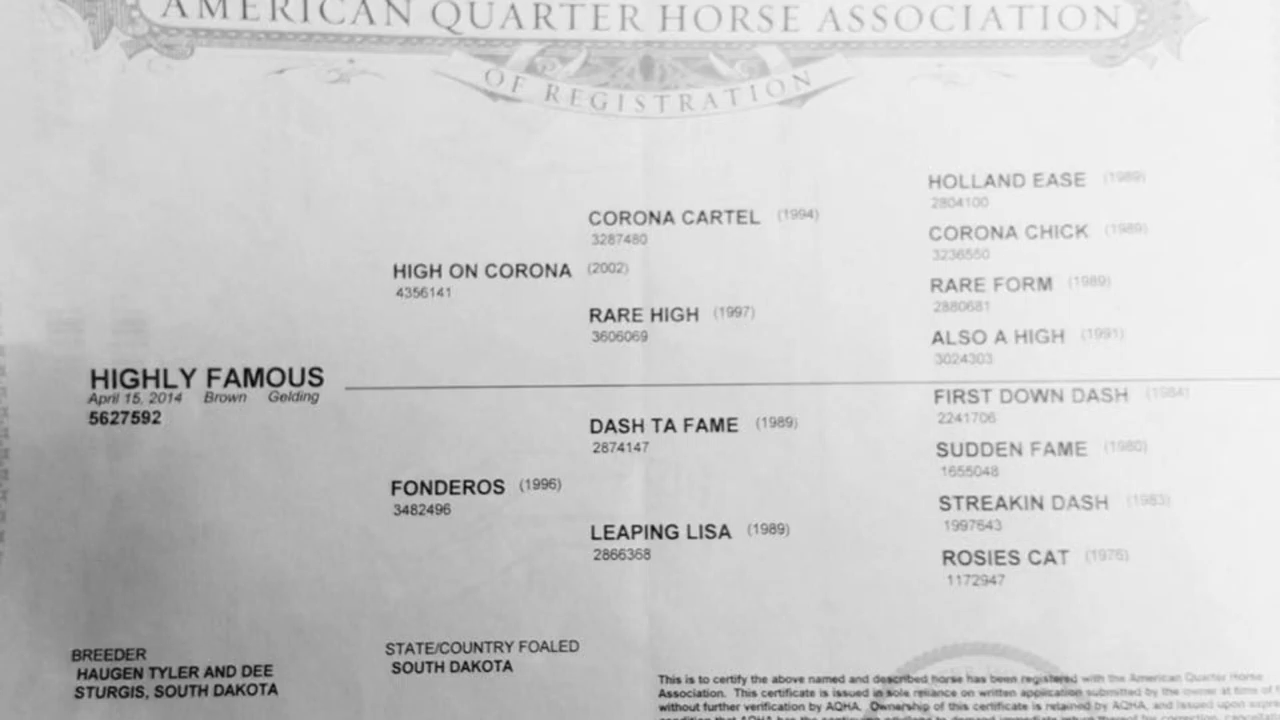 AMERICAN QUARTER HORSE ASSOCIATION
OF REGISTRATION
HOLLAND EASE (1989)
2804100
CORONA CARTEL (1994)
3287480
CORONA CHICK (1989)
3236550
HIGH ON CORONA (2002)
4356141
RARE FORM (1989)
2880681
RARE HIGH (1997)
3606069
ALSO A HIGH (1991)
3024303
HIGHLY FAMOUS
April 15, 2014 Brown Gelding
5627592
FIRST DOWN DASH (1984)
2241706
DASH TA FAME (1989)
2874147
SUDDEN FAME (1980)
1655048
FONDEROS (1996)
3482496
STREAKIN DASH (1983)
1997643
LEAPING LISA (1989)
2866368
ROSIES CAT (1976)
1172947
BREEDER
HAUGEN TYLER AND DEE
STURGIS, SOUTH DAKOTA
STATE/COUNTRY FOALED
SOUTH DAKOTA
This is to certify the above named and described horse has been registered with the American Quarter Horse
Association. This certificate is issued in sole reliance on written application submitted by the owner at time of
without further verification by AQHA. Ownership of this certificate is retained by AQHA, and issued upon